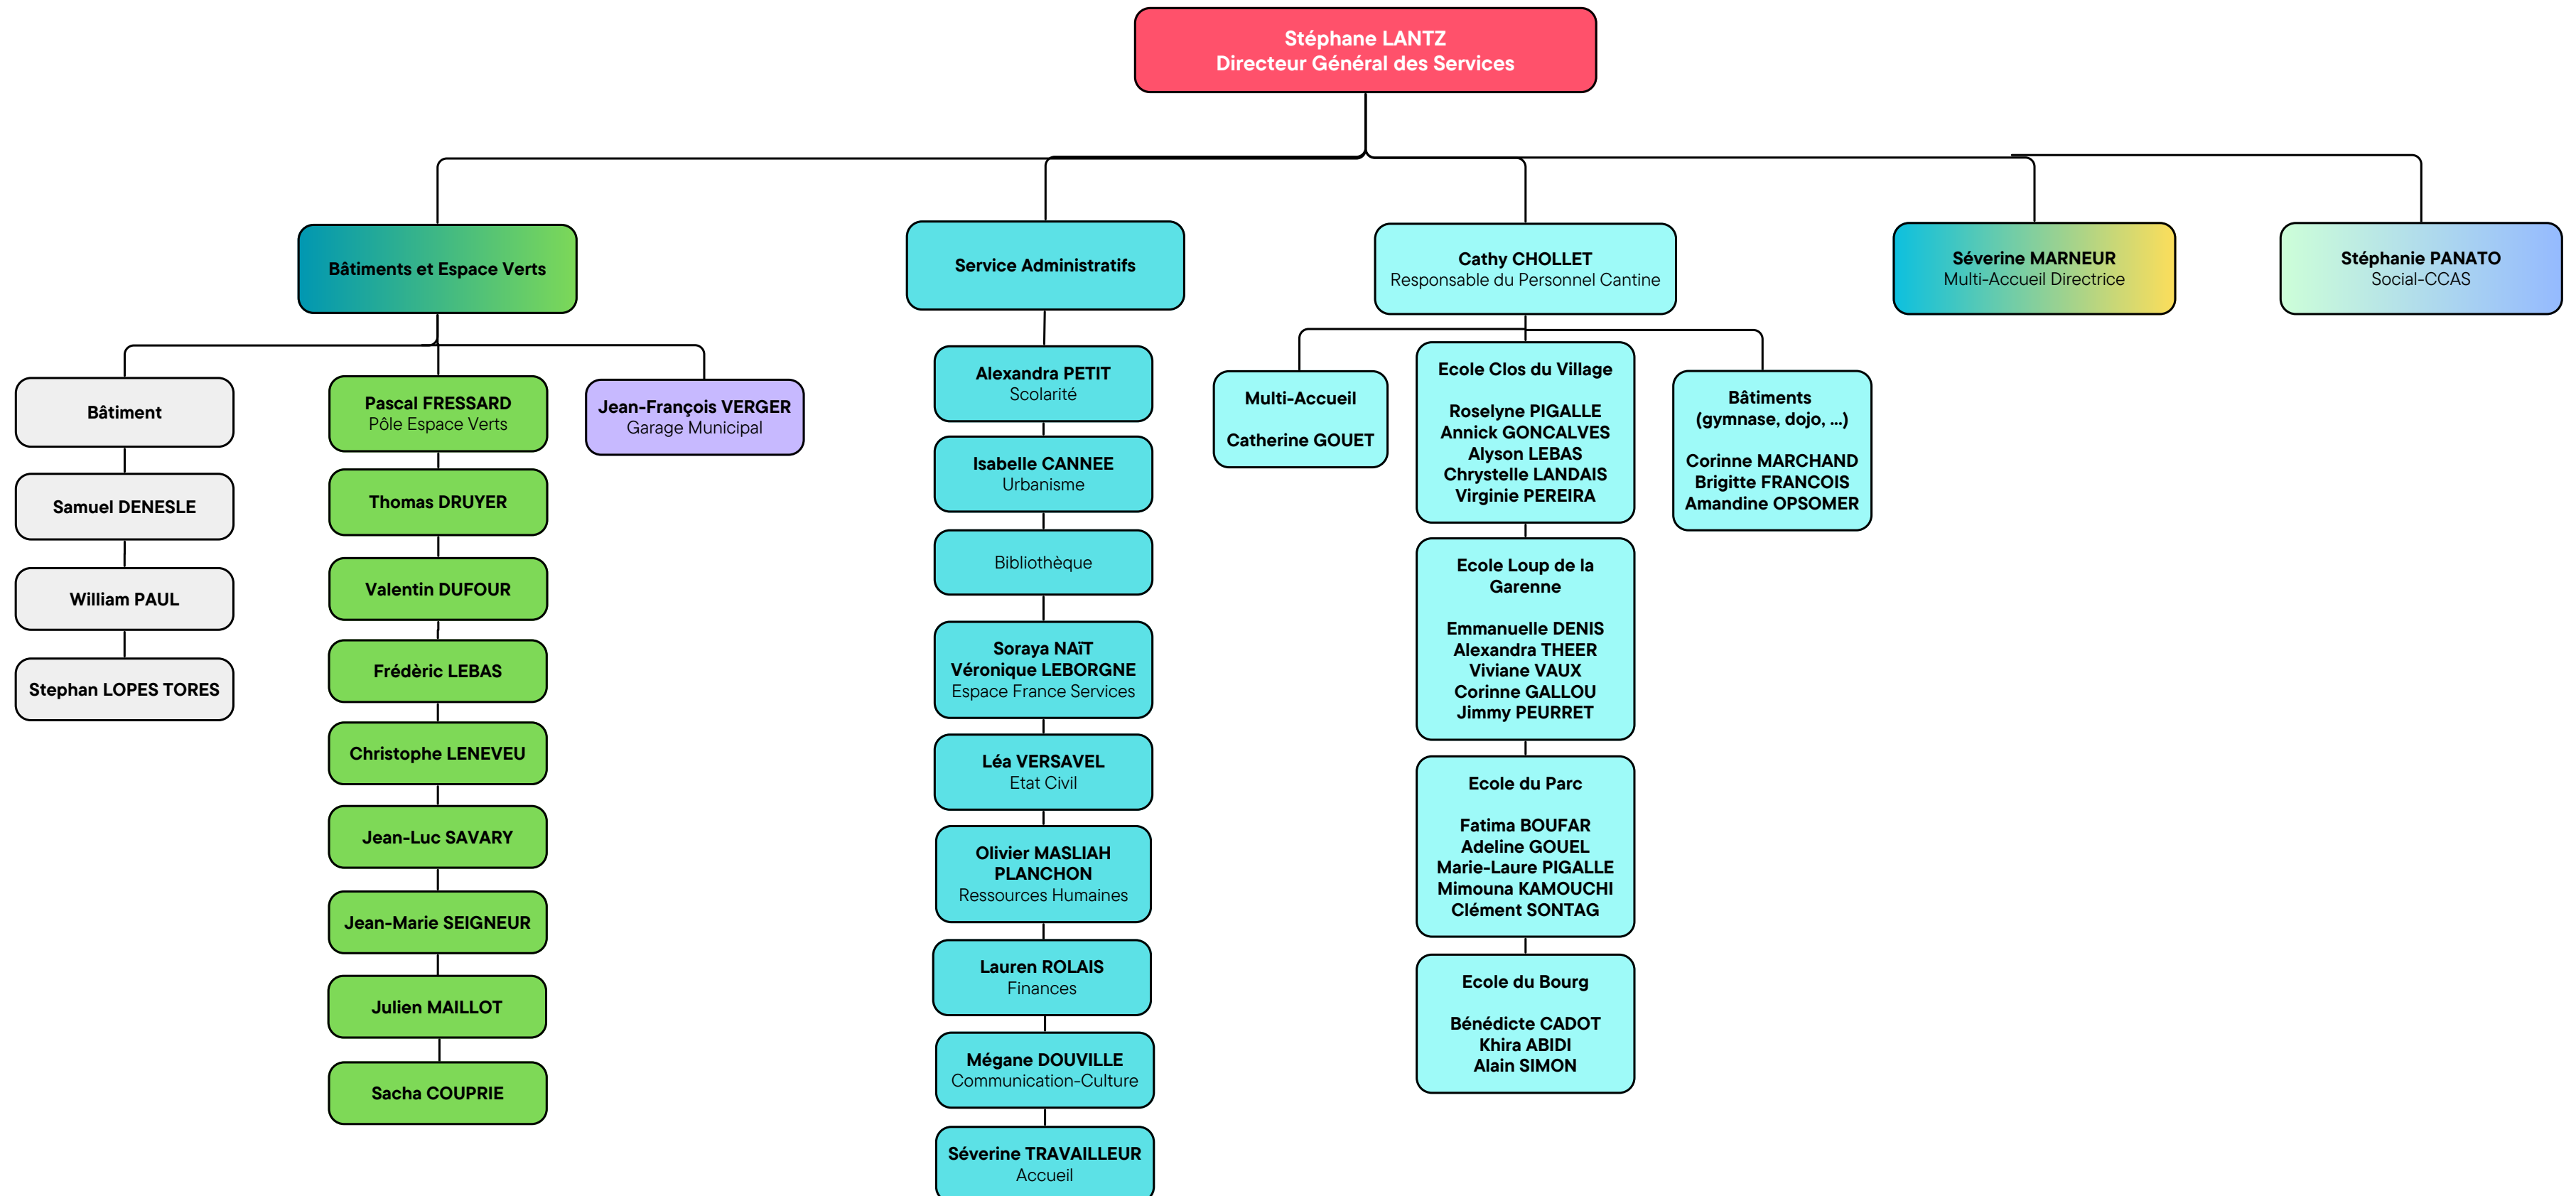 Stéphane LANTZ
Directeur Général des Services
Bâtiments et Espace Verts
Service Administratifs
Cathy CHOLLET
Responsable du Personnel Cantine
Séverine MARNEUR
Multi-Accueil Directrice
Stéphanie PANATO
Social-CCAS
Bâtiment
Samuel DENESLE
William PAUL
Stephan LOPES TORES
Pascal FRESSARD
Pôle Espace Verts
Thomas DRUYER
Valentin DUFOUR
Frédèric LEBAS
Christophe LENEVEU
Jean-Luc SAVARY
Jean-Marie SEIGNEUR
Julien MAILLOT
Sacha COUPRIE
Jean-François VERGER
Garage Municipal
Alexandra PETIT
Scolarité
Isabelle CANNEE
Urbanisme
Bibliothèque
Soraya NAïT
Véronique LEBORGNE
Espace France Services
Léa VERSAVEL
Etat Civil
Olivier MASLIAH
PLANCHON
Ressources Humaines
Lauren ROLAIS
Finances
Mégane DOUVILLE
Communication-Culture
Séverine TRAVAILLEUR
Accueil
Multi-Accueil
Catherine GOUET
Ecole Clos du Village
Roselyne PIGALLE
Annick GONCALVES
Alyson LEBAS
Chrystelle LANDAIS
Virginie PEREIRA
Ecole Loup de la
Garenne
Emmanuelle DENIS
Alexandra THEER
Viviane VAUX
Corinne GALLOU
Jimmy PEURRET
Ecole du Parc
Fatima BOUFAR
Adeline GOUEL
Marie-Laure PIGALLE
Mimouna KAMOUCHI
Clément SONTAG
Ecole du Bourg
Bénédicte CADOT
Khira ABIDI
Alain SIMON
Bâtiments
(gymnase, dojo, ...)
Corinne MARCHAND
Brigitte FRANCOIS
Amandine OPSOMER